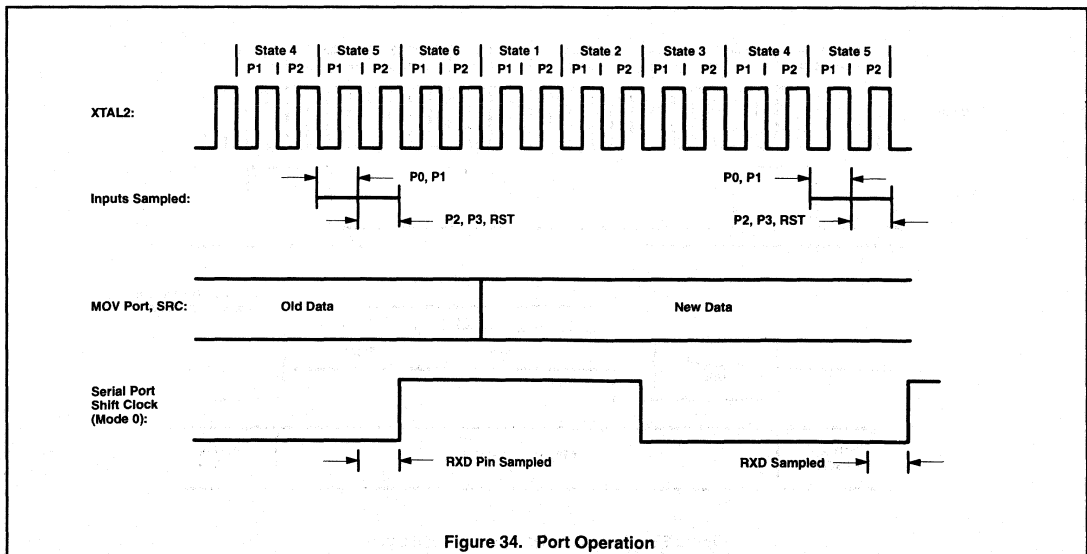 State 4 State 5 State 6 State 1 State 2 State 3 State 4 State 5
P1 P2 P1 P2 P1 P2 P1 P2 P1 P2 P1 P2 P1 P2 P1 P2
XTAL2:
P0, P1 P0, P1
Inputs Sampled:
P2, P3, RST P2, P3, RST
MOV Port, SRC: Old Data New Data
Serial Port
Shift Clock
(Mode 0):
RXD Pin Sampled RXD Sampled
Figure 34. Port Operation